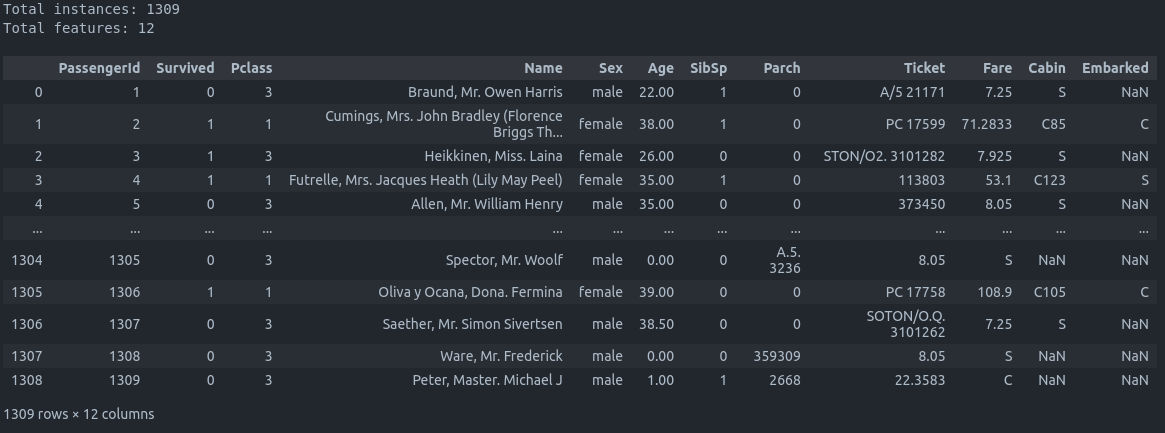 Total instances: 1309
Total features: 12
PassengerId Survived Pclass Name Sex Age SibSp Parch Ticket Fare Cabin Embarked
0 1 0 3 Braund, Mr. Owen Harris male 22.00 1 0 A/5 21171 7.25 S NaN
1 2 1 1 Cumings, Mrs. John Bradley (Florence
Briggs Th... female 38.00 1 0 PC 17599 71.2833 C85 C
2 3 1 3 Heikkinen, Miss. Laina female 26.00 0 0 STON/O2. 3101282 7.925 S NaN
3 4 1 1 Futrelle, Mrs. Jacques Heath (Lily May Peel) female 35.00 1 0 113803 53.1 C123 S
4 5 0 3 Allen, Mr. William Henry male 35.00 0 0 373450 8.05 S NaN
... ... ... ... ... ... ... ... ... ... ... ... ...
1304 1305 0 3 Spector, Mr. Woolf male 0.00 0 A.5.
3236 8.05 S NaN NaN
1305 1306 1 1 Oliva y Ocana, Dona. Fermina female 39.00 0 0 PC 17758 108.9 C105 C
1306 1307 0 3 Saether, Mr. Simon Sivertsen male 38.50 0 0 SOTON/O.Q.
3101262 7.25 S NaN
1307 1308 0 3 Ware, Mr. Frederick male 0.00 0 359309 8.05 S NaN NaN
1308 1309 0 3 Peter, Master. Michael J male 1.00 1 2668 22.3583 C NaN NaN
1309 rows × 12 columns